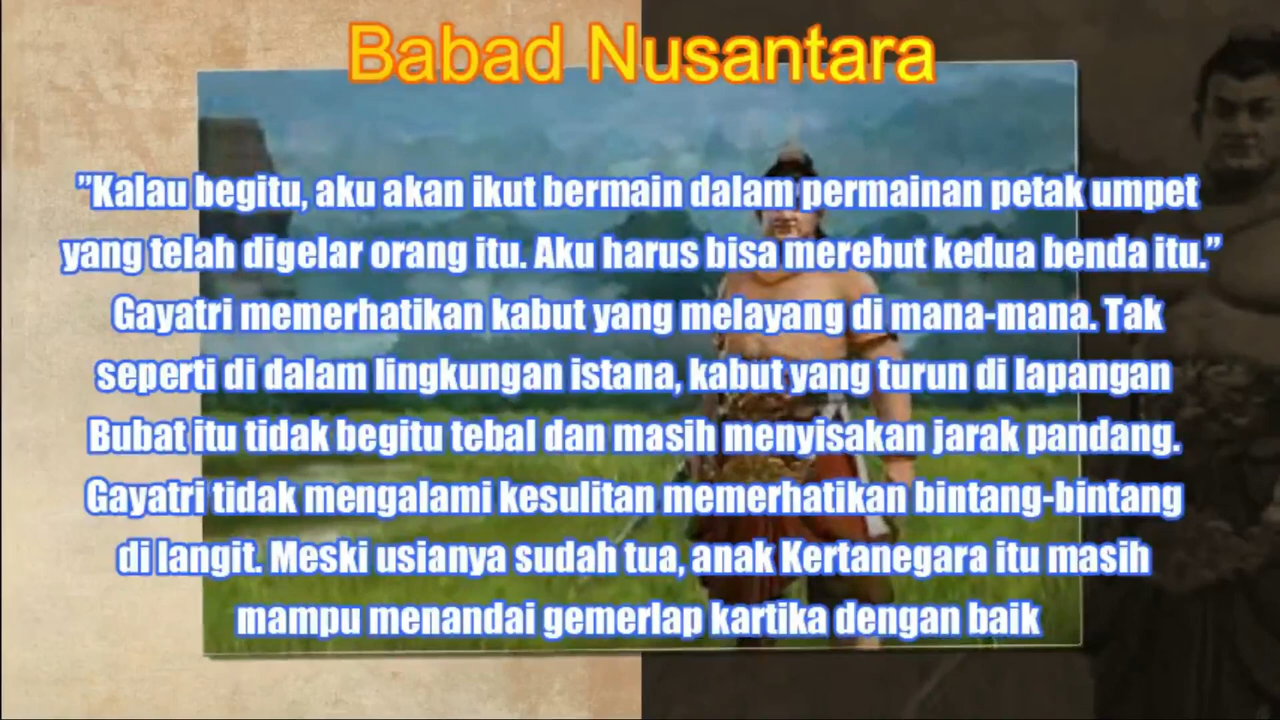 Babad Nusantara
”Kalau begitu, aku akan ikut bermain dalam permainan petak umpet
yang telah digelar orang itu. Aku harus bisa merebut kedua benda itu.”
Gayatri memerhatikan kabut yang melayang di mana-mana. Tak
seperti di dalam lingkungan istana, kabut yang turun di lapangan
Bubat itu tidak begitu tebal dan masih menyisakan jarak pandang.
Gayatri tidak mengalami kesulitan memerhatikan bintang-bintang
di langit. Meski usianya sudah tua, anak Kertanegara itu masih
mampu menandai gemerlap kartika dengan baik